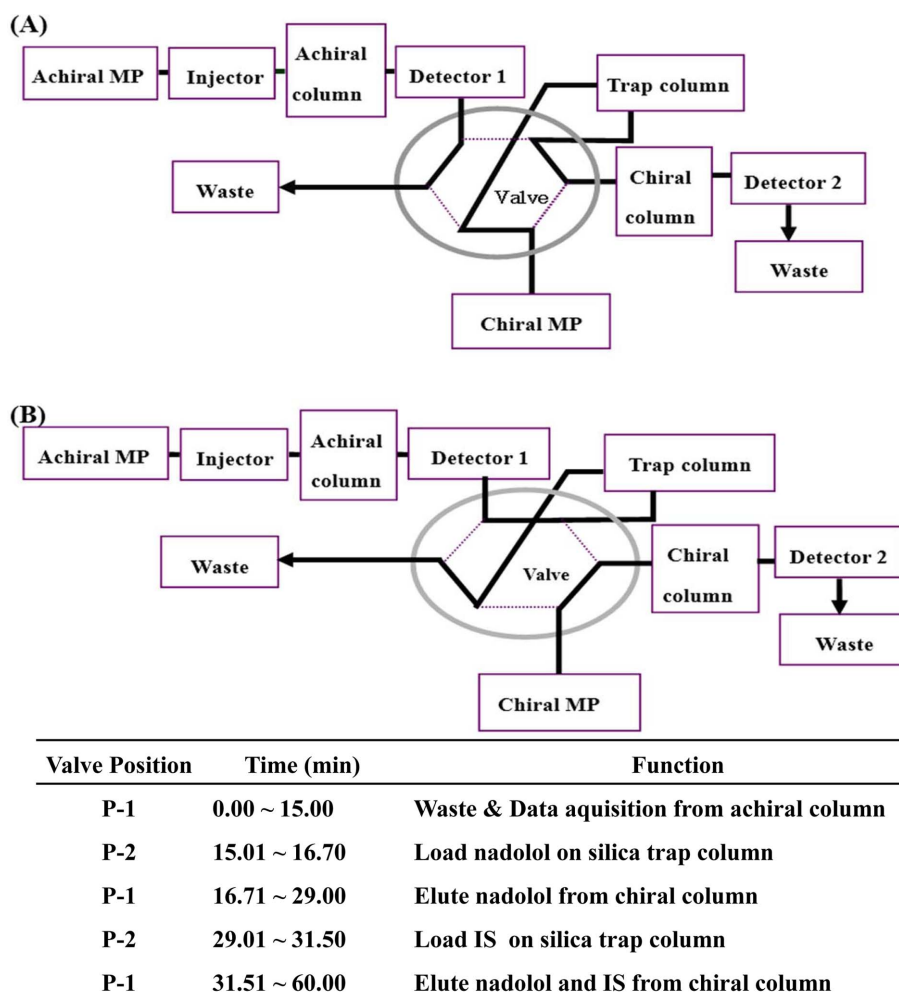 (A)
Achiral MP
Injector
Achiral
column
Detector 1
Trap column
Waste
Valve
Chiral
column
Detector 2
Waste
Chiral MP
(B)
Achiral MP
Injector
Achiral
column
Detector 1
Trap column
Waste
Valve
Chiral
column
Detector 2
Waste
Chiral MP
Valve Position Time (min) Function
P-1 0.00 ~ 15.00 Waste & Data aquisition from achiral column
P-2 15.01 ~ 16.70 Load nadolol on silica trap column
P-1 16.71 ~ 29.00 Elute nadolol from chiral column
P-2 29.01 ~ 31.50 Load IS on silica trap column
P-1 31.51 ~ 60.00 Elute nadolol and IS from chiral column